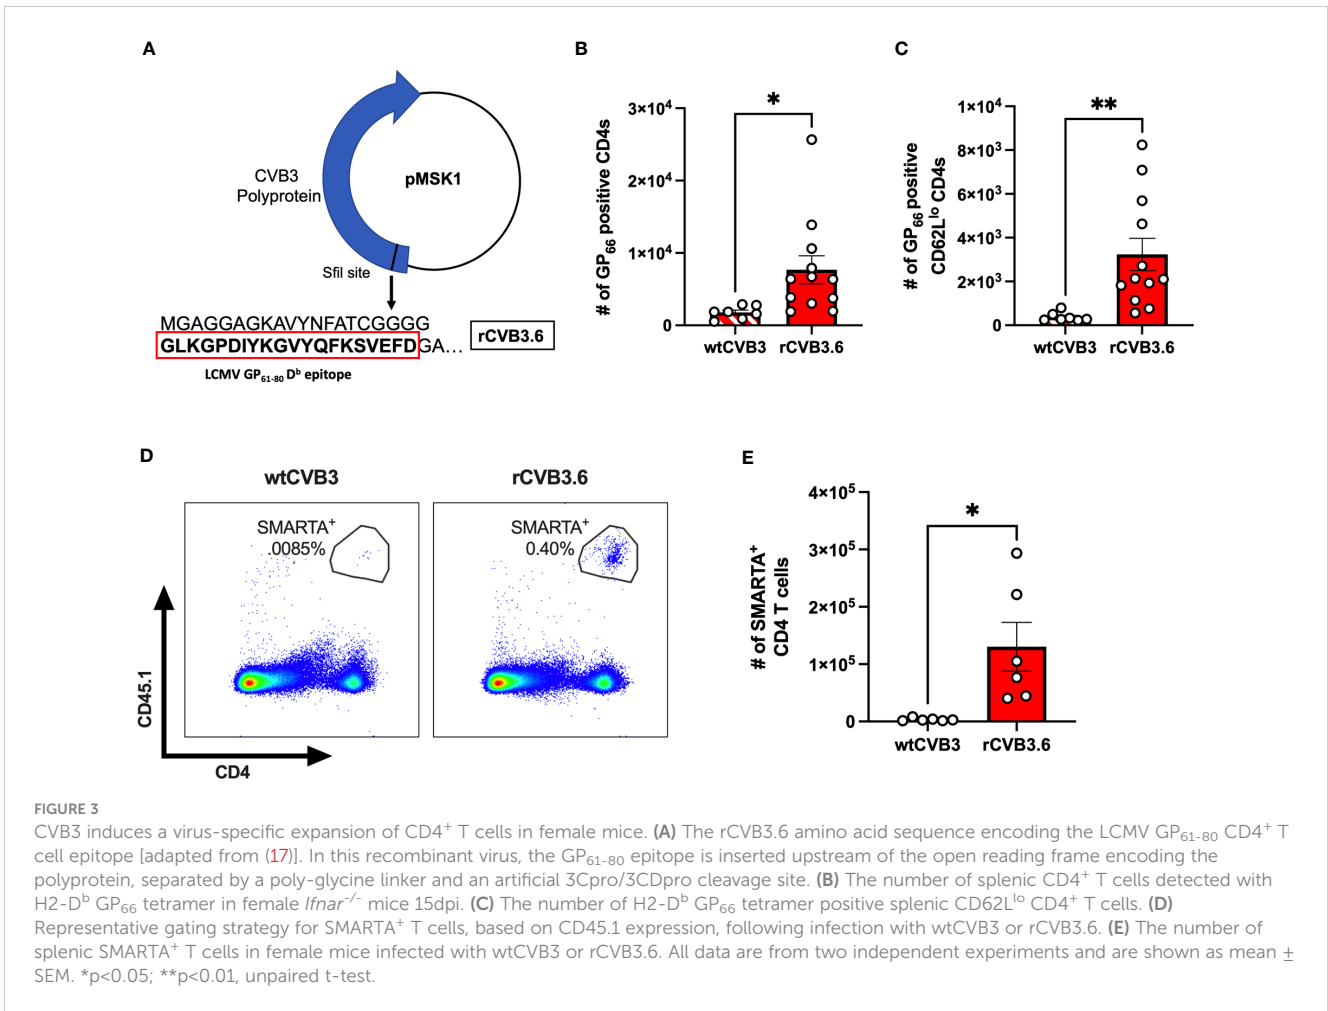 A
CVB3
Polyprotein
pMSK1
SfiI site
MGAGGAGKAVYNFATCGGGG
GLKGPDIYKGVYQFKSVEFDGA...
rCVB3.6
LCMV GP61-80 Db epitope
B
# of GP66 positive CD4s
3×10⁴
2×10⁴
1×10⁴
0
*
wtCVB3 rCVB3.6
C
# of GP66 positive
CD62Llo CD4s
1×10⁴
8×10³
6×10³
4×10³
2×10³
0
**
wtCVB3 rCVB3.6
D
wtCVB3
rCVB3.6
SMARTA⁺
.0085%
SMARTA⁺
0.40%
CD45.1
CD4
E
# of SMARTA⁺
CD4 T cells
4×10⁵
3×10⁵
2×10⁵
1×10⁵
0
*
wtCVB3 rCVB3.6
FIGURE 3
CVB3 induces a virus-specific expansion of CD4⁺ T cells in female mice. (A) The rCVB3.6 amino acid sequence encoding the LCMV GP61-80 CD4⁺ T
cell epitope [adapted from (17)]. In this recombinant virus, the GP61-80 epitope is inserted upstream of the open reading frame encoding the
polyprotein, separated by a poly-glycine linker and an artificial 3Cpro/3CDpro cleavage site. (B) The number of splenic CD4⁺ T cells detected with
H2-Db GP66 tetramer in female Ifnar-/- mice 15dpi. (C) The number of H2-Db GP66 tetramer positive splenic CD62Llo CD4⁺ T cells. (D)
Representative gating strategy for SMARTA⁺ T cells, based on CD45.1 expression, following infection with wtCVB3 or rCVB3.6. (E) The number of
splenic SMARTA⁺ T cells in female mice infected with wtCVB3 or rCVB3.6. All data are from two independent experiments and are shown as mean ±
SEM. *p<0.05; **p<0.01, unpaired t-test.